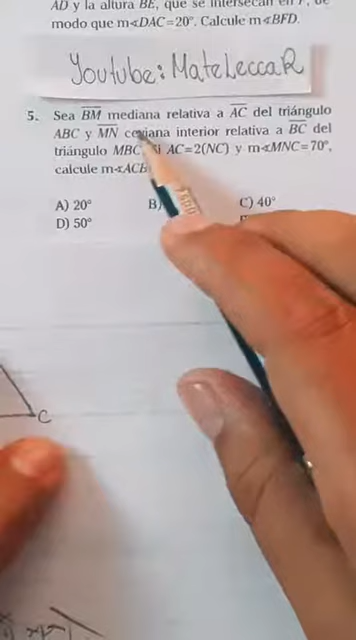 AD y la altura BE, que se intersecan en F, de
modo que m∢DAC=20°. Calcule m∢BFD.
Youtube: MateLeccaR
5. Sea BM mediana relativa a AC del triángulo
ABC y MN ceviana interior relativa a BC del
triángulo MBC. Si AC=2(NC) y m∢MNC=70°,
calcule m∢ACB
A) 20° B) C) 40°
D) 50°
C